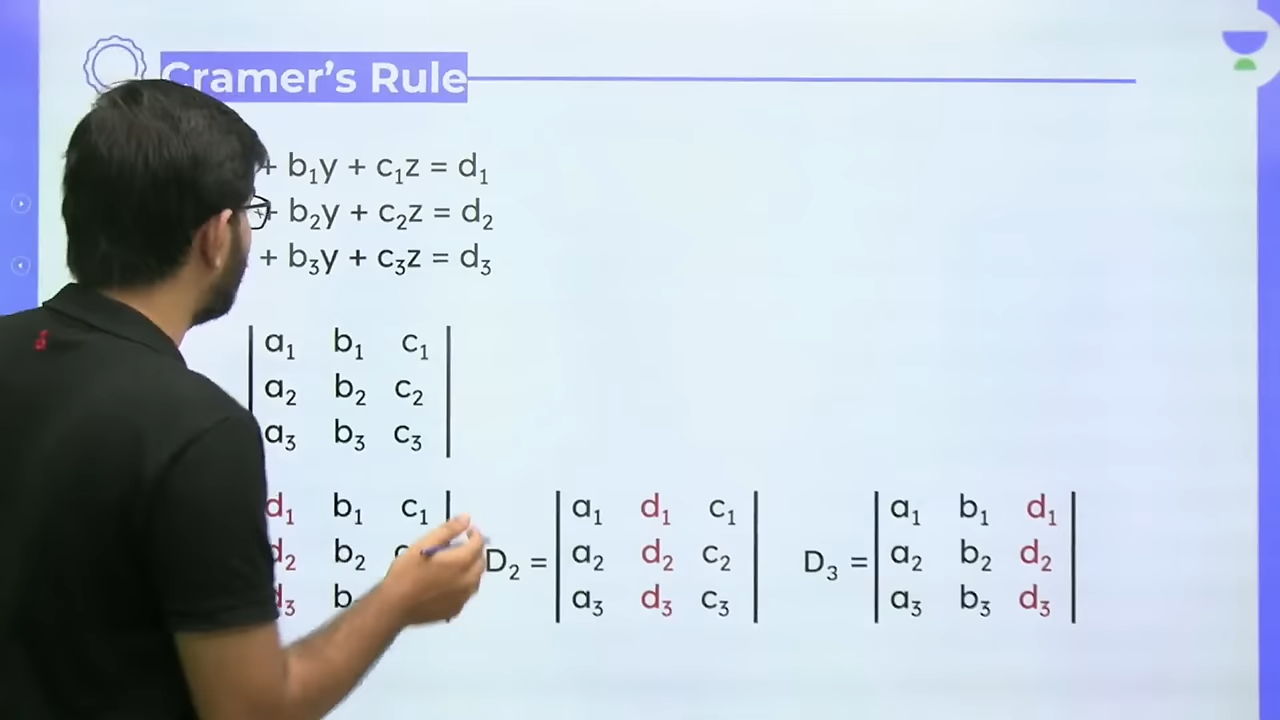 Cramer's Rule
+ b₁y + c₁z = d₁
+ b₂y + c₂z = d₂
+ b₃y + c₃z = d₃
a₁ b₁ c₁
a₂ b₂ c₂
a₃ b₃ c₃
d₁ b₁ c₁
d₂ b₂
d₃ b
D₂ =
a₁ d₁ c₁
a₂ d₂ c₂
a₃ d₃ c₃
D₃ =
a₁ b₁ d₁
a₂ b₂ d₂
a₃ b₃ d₃